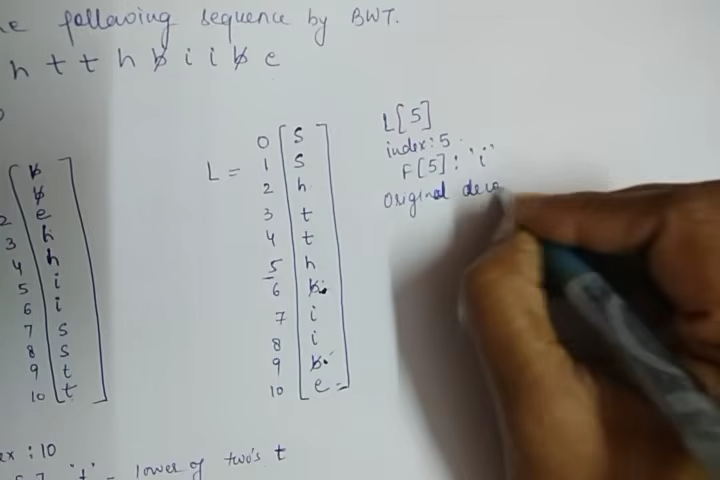 following sequence by BWT.
h t t h b̸ i i b̸ e
L =
0 s
1 s
2 h
3 t
4 t
5 h
6 b̸
7 i
8 i
9 b̸
10 e
b̸
b̸
2 e
3 h
4 h
5 i
6 i
7 s
8 s
9 t
10 t
L[5]
index: 5
F[5]: "i"
Original
: 10
"t" - lower of two's t